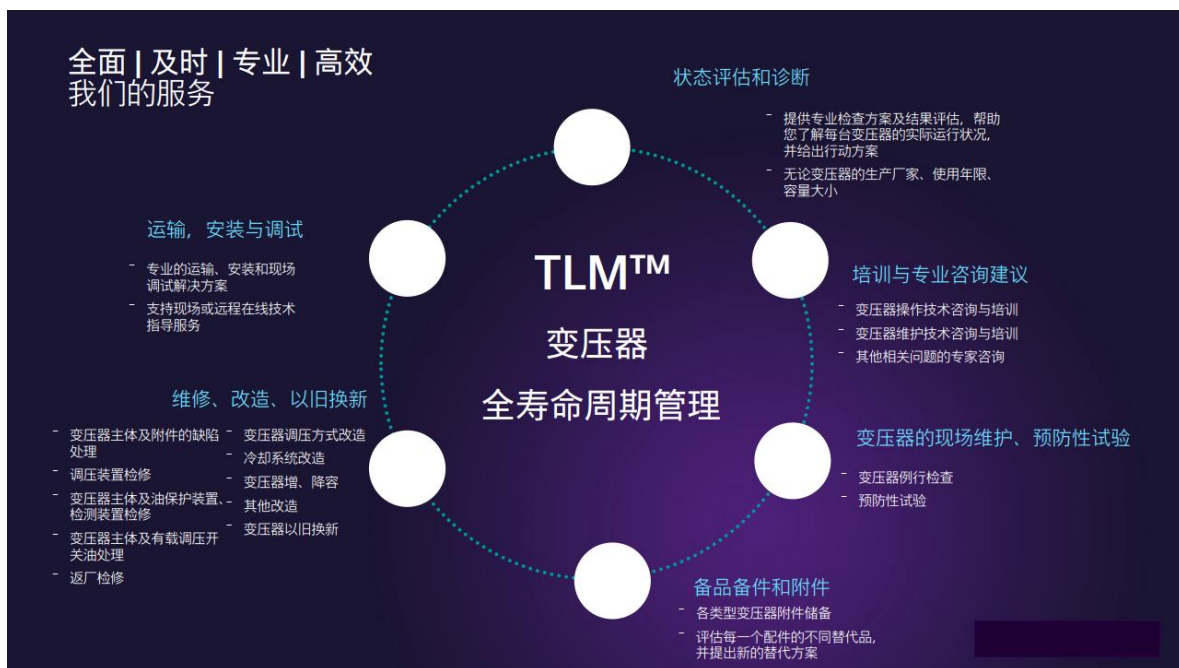 全面 | 及时 | 专业 | 高效
我们的服务
状态评估和诊断
- 提供专业检查方案及结果评估，帮助
您了解每台变压器的实际运行状况，
并给出行动方案
- 无论变压器的生产厂家、使用年限、
容量大小
运输，安装与调试
- 专业的运输、安装和现场
调试解决方案
- 支持现场或远程在线技术
指导服务
TLM™
变压器
全寿命周期管理
培训与专业咨询建议
- 变压器操作技术咨询与培训
- 变压器维护技术咨询与培训
- 其他相关问题的专家咨询
维修、改造、以旧换新
- 变压器主体及附件的缺陷
处理
- 调压装置检修
- 变压器主体及油保护装置、
检测装置检修
- 变压器主体及有载调压开
关油处理
- 返厂检修
- 变压器调压方式改造
- 冷却系统改造
- 变压器增、降容
- 其他改造
- 变压器以旧换新
变压器的现场维护、预防性试验
- 变压器例行检查
- 预防性试验
备品备件和附件
- 各类型变压器附件储备
- 评估每一个配件的不同替代品，
并提出新的替代方案